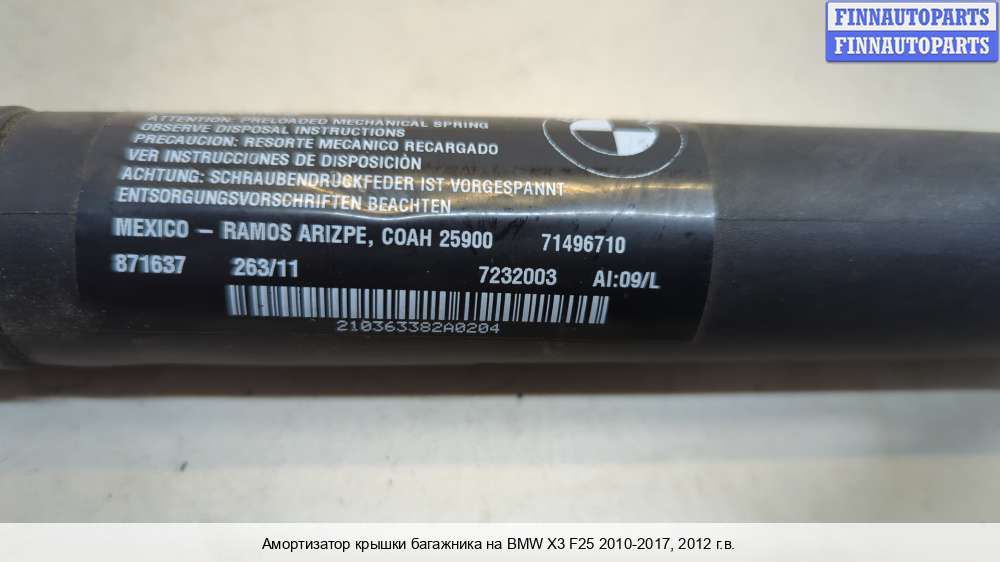 FINNAUTOPARTS
FINNAUTOPARTS
ATTENTION: PRELOADED MECHANICAL SPRING
OBSERVE DISPOSAL INSTRUCTIONS
PRECAUCION: RESORTE MECANICO RECARGADO
VER INSTRUCCIONES DE DISPOSICIÓN
ACHTUNG: SCHRAUBENDRUCKFEDER IST VORGESPANNT
ENTSORGUNGSVORSCHRIFTEN BEACHTEN
MEXICO – RAMOS ARIZPE, COAH 25900 71496710
871637 263/11 7232003 AI:09/L
210363382A0204
Амортизатор крышки багажника на BMW X3 F25 2010-2017, 2012 г.в.